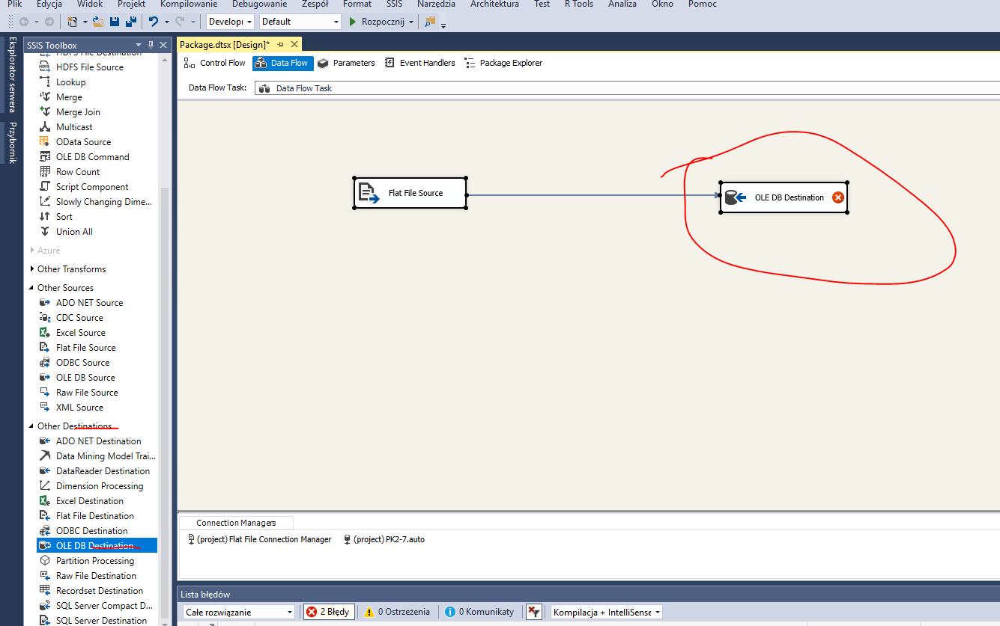 Plik Edycja Widok Projekt Kompilowanie Debugowanie Zespół Format SSIS Narzędzia Architektura Test R Tools Analiza Okno Pomoc
Developi Default Rozpocznij
Eksplorator serwera
Przybornik
SSIS Toolbox
HDFS File Destination
HDFS File Source
Lookup
Merge
Merge Join
Multicast
OData Source
OLE DB Command
Row Count
Script Component
Slowly Changing Dime...
Sort
Union All
Azure
Other Transforms
Other Sources
ADO NET Source
CDC Source
Excel Source
Flat File Source
ODBC Source
OLE DB Source
Raw File Source
XML Source
Other Destinations
ADO NET Destination
Data Mining Model Trai...
DataReader Destination
Dimension Processing
Excel Destination
Flat File Destination
ODBC Destination
OLE DB Destination
Partition Processing
Raw File Destination
Recordset Destination
SQL Server Compact D...
SQL Server Destination
Package.dtsx [Design]*
Control Flow Data Flow Parameters Event Handlers Package Explorer
Data Flow Task: Data Flow Task
Flat File Source
OLE DB Destination
Connection Managers
(project) Flat File Connection Manager (project) PK2-7.auto
Lista błędów
Całe rozwiązanie 2 Błędy 0 Ostrzeżenia 0 Komunikaty Kompilacja + IntelliSense